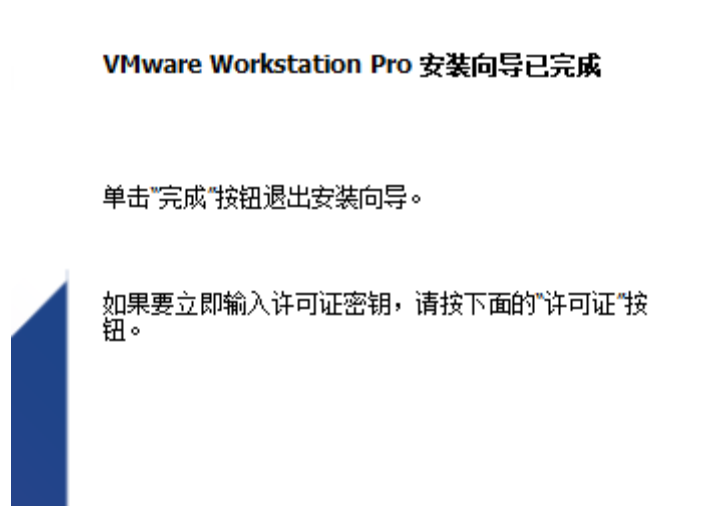 VMware Workstation Pro 安装向导已完成
单击"完成"按钮退出安装向导。
如果要立即输入许可证密钥，请按下面的"许可证"按
钮。